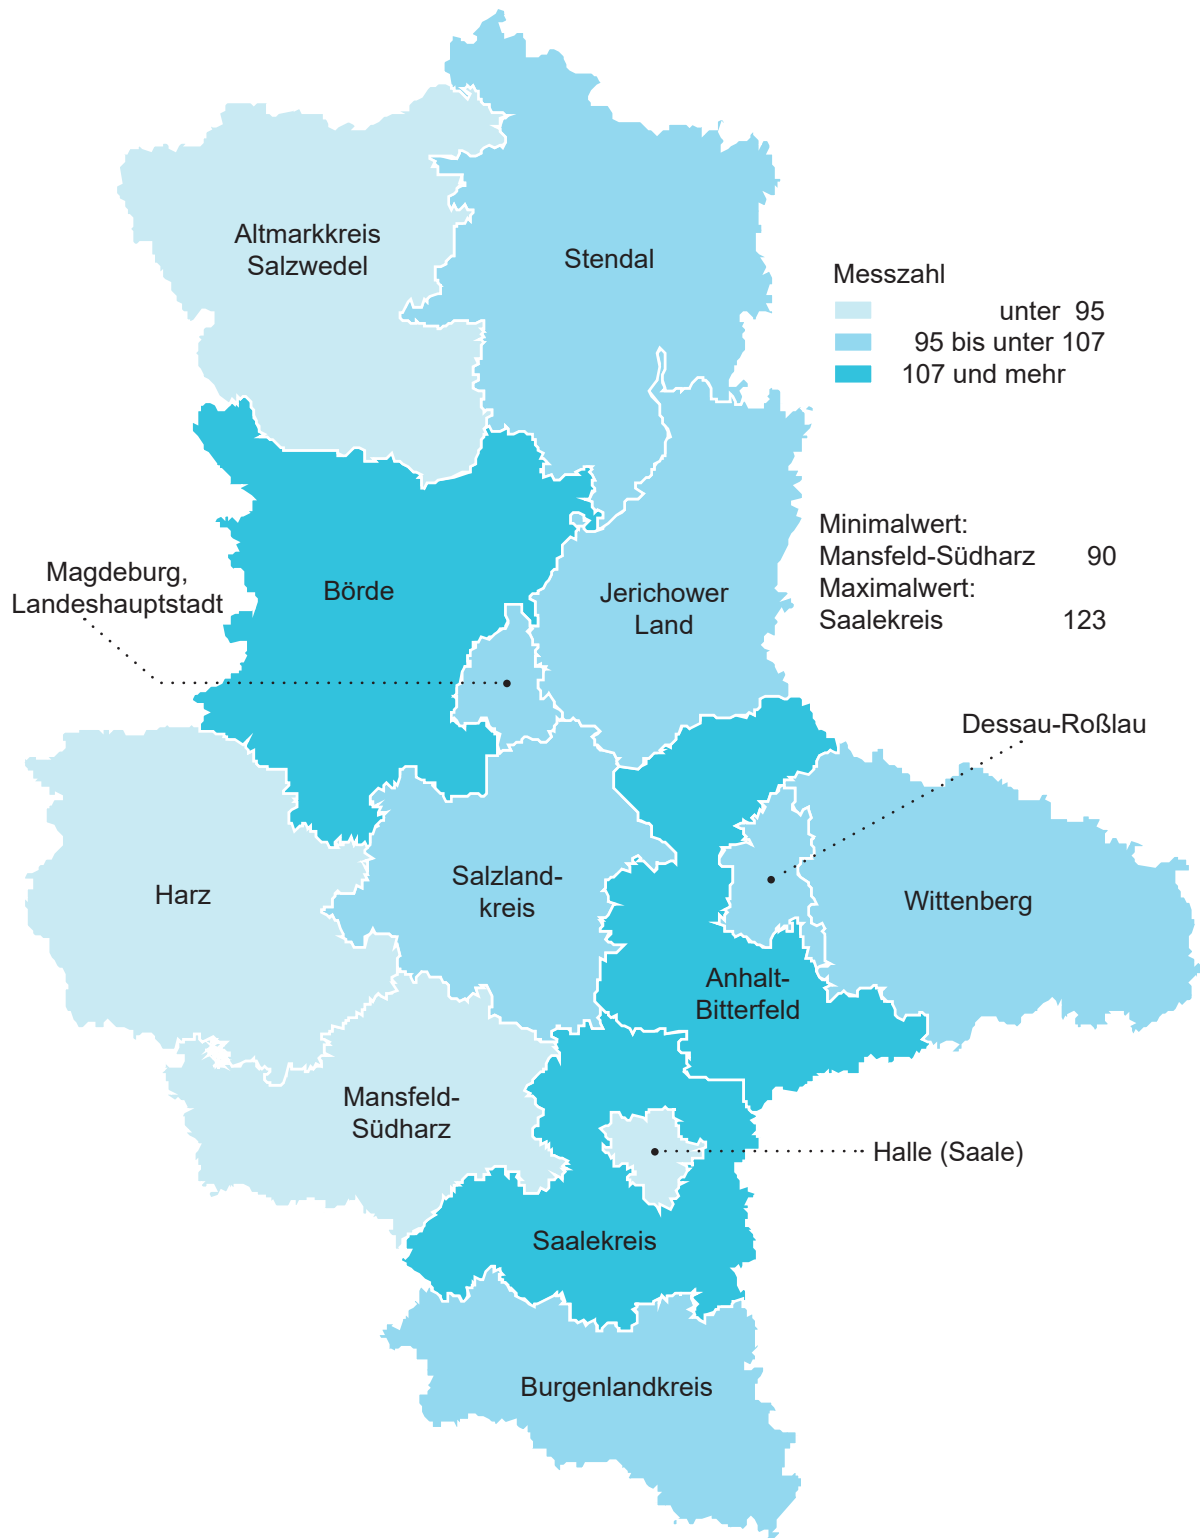 Altmarkkreis
Salzwedel
Stendal
Messzahl
unter 95
95 bis unter 107
107 und mehr
Minimalwert:
Mansfeld-Südharz 90
Maximalwert:
Saalekreis 123
Magdeburg,
Landeshauptstadt
Börde
Jerichower
Land
Dessau-Roßlau
Harz
Salzland-
kreis
Wittenberg
Anhalt-
Bitterfeld
Mansfeld-
Südharz
Halle (Saale)
Saalekreis
Burgenlandkreis